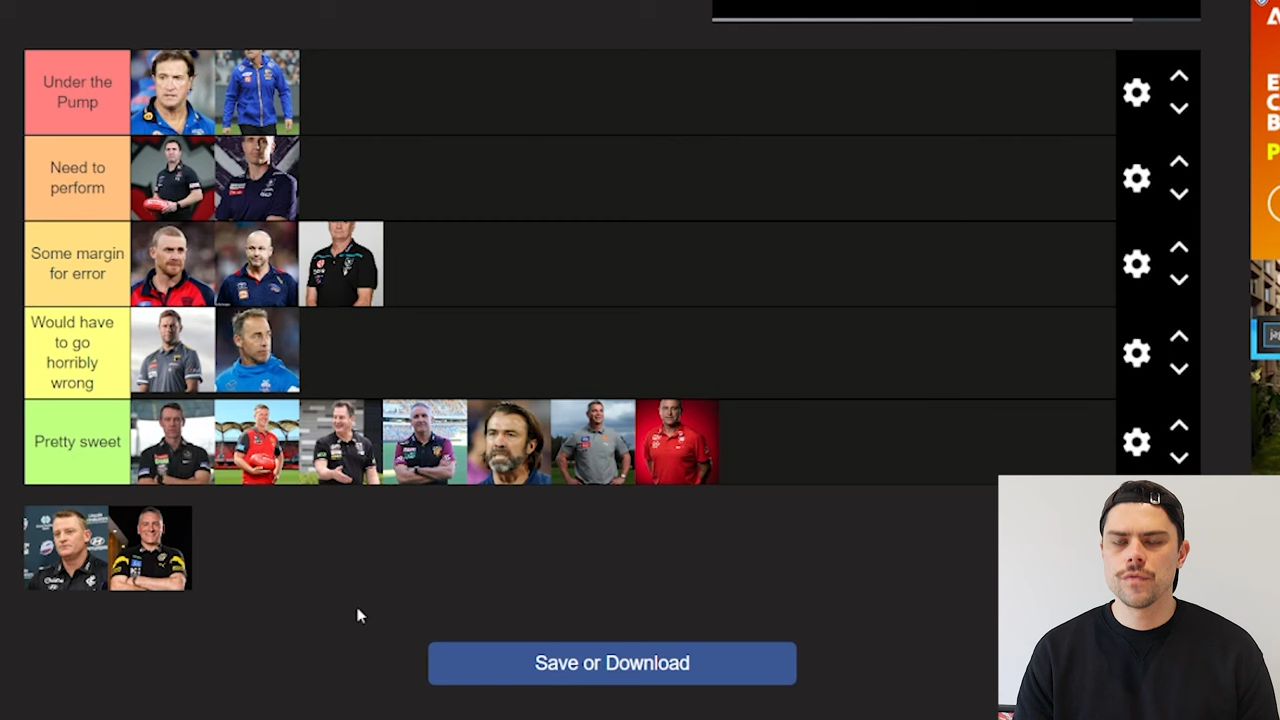 Under the
Pump
Need to
perform
Some margin
for error
Would have
to go
horribly
wrong
Pretty sweet
Save or Download